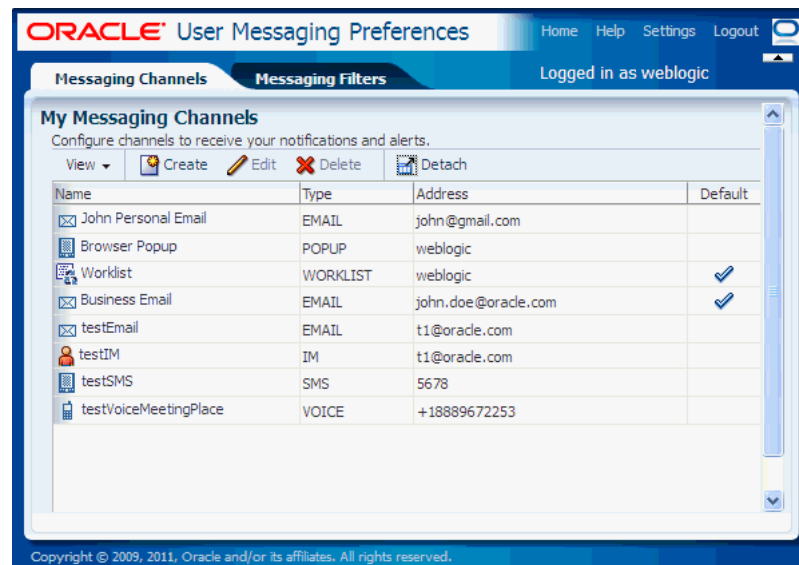 ORACLE User Messaging Preferences
Home Help Settings Logout
Messaging Channels Messaging Filters Logged in as weblogic
My Messaging Channels
Configure channels to receive your notifications and alerts.
View Create Edit Delete Detach
Name Type Address Default
John Personal Email EMAIL john@gmail.com
Browser Popup POPUP weblogic
Worklist WORKLIST weblogic
Business Email EMAIL john.doe@oracle.com
testEmail EMAIL t1@oracle.com
testIM IM t1@oracle.com
testSMS SMS 5678
testVoiceMeetingPlace VOICE +18889672253
Copyright © 2009, 2011, Oracle and/or its affiliates. All rights reserved.